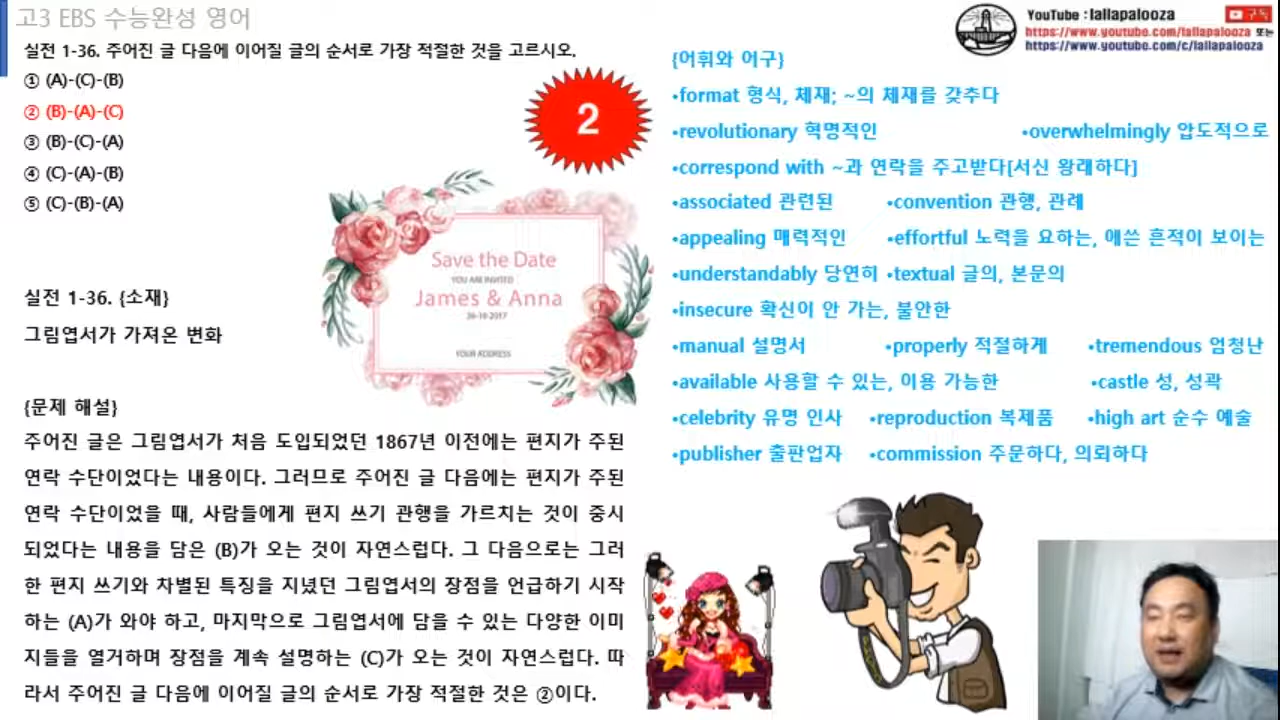 고3 EBS 수능완성 영어
YouTube : lallapalooza
구독
https://www.youtube.com/lallapalooza 또는
https://www.youtube.com/c/lallapalooza
실전 1-36. 주어진 글 다음에 이어질 글의 순서로 가장 적절한 것을 고르시오.
① (A)-(C)-(B)
② (B)-(A)-(C)
③ (B)-(C)-(A)
④ (C)-(A)-(B)
⑤ (C)-(B)-(A)
2
Save the Date
YOU ARE INVITED
James & Anna
26-10-2017
YOUR ADDRESS
실전 1-36. {소재}
그림엽서가 가져온 변화
{문제 해설}
주어진 글은 그림엽서가 처음 도입되었던 1867년 이전에는 편지가 주된
연락 수단이었다는 내용이다. 그러므로 주어진 글 다음에는 편지가 주된
연락 수단이었을 때, 사람들에게 편지 쓰기 관행을 가르치는 것이 중시
되었다는 내용을 담은 (B)가 오는 것이 자연스럽다. 그 다음으로는 그러
한 편지 쓰기와 차별된 특징을 지녔던 그림엽서의 장점을 언급하기 시작
하는 (A)가 와야 하고, 마지막으로 그림엽서에 담을 수 있는 다양한 이미
지들을 열거하며 장점을 계속 설명하는 (C)가 오는 것이 자연스럽다. 따
라서 주어진 글 다음에 이어질 글의 순서로 가장 적절한 것은 ②이다.
{어휘와 어구}
•format 형식, 체재; ~의 체재를 갖추다
•revolutionary 혁명적인 •overwhelmingly 압도적으로
•correspond with ~과 연락을 주고받다[서신 왕래하다]
•associated 관련된 •convention 관행, 관례
•appealing 매력적인 •effortful 노력을 요하는, 애쓴 흔적이 보이는
•understandably 당연히 •textual 글의, 본문의
•insecure 확신이 안 가는, 불안한
•manual 설명서 •properly 적절하게 •tremendous 엄청난
•available 사용할 수 있는, 이용 가능한 •castle 성, 성곽
•celebrity 유명 인사 •reproduction 복제품 •high art 순수 예술
•publisher 출판업자 •commission 주문하다, 의뢰하다